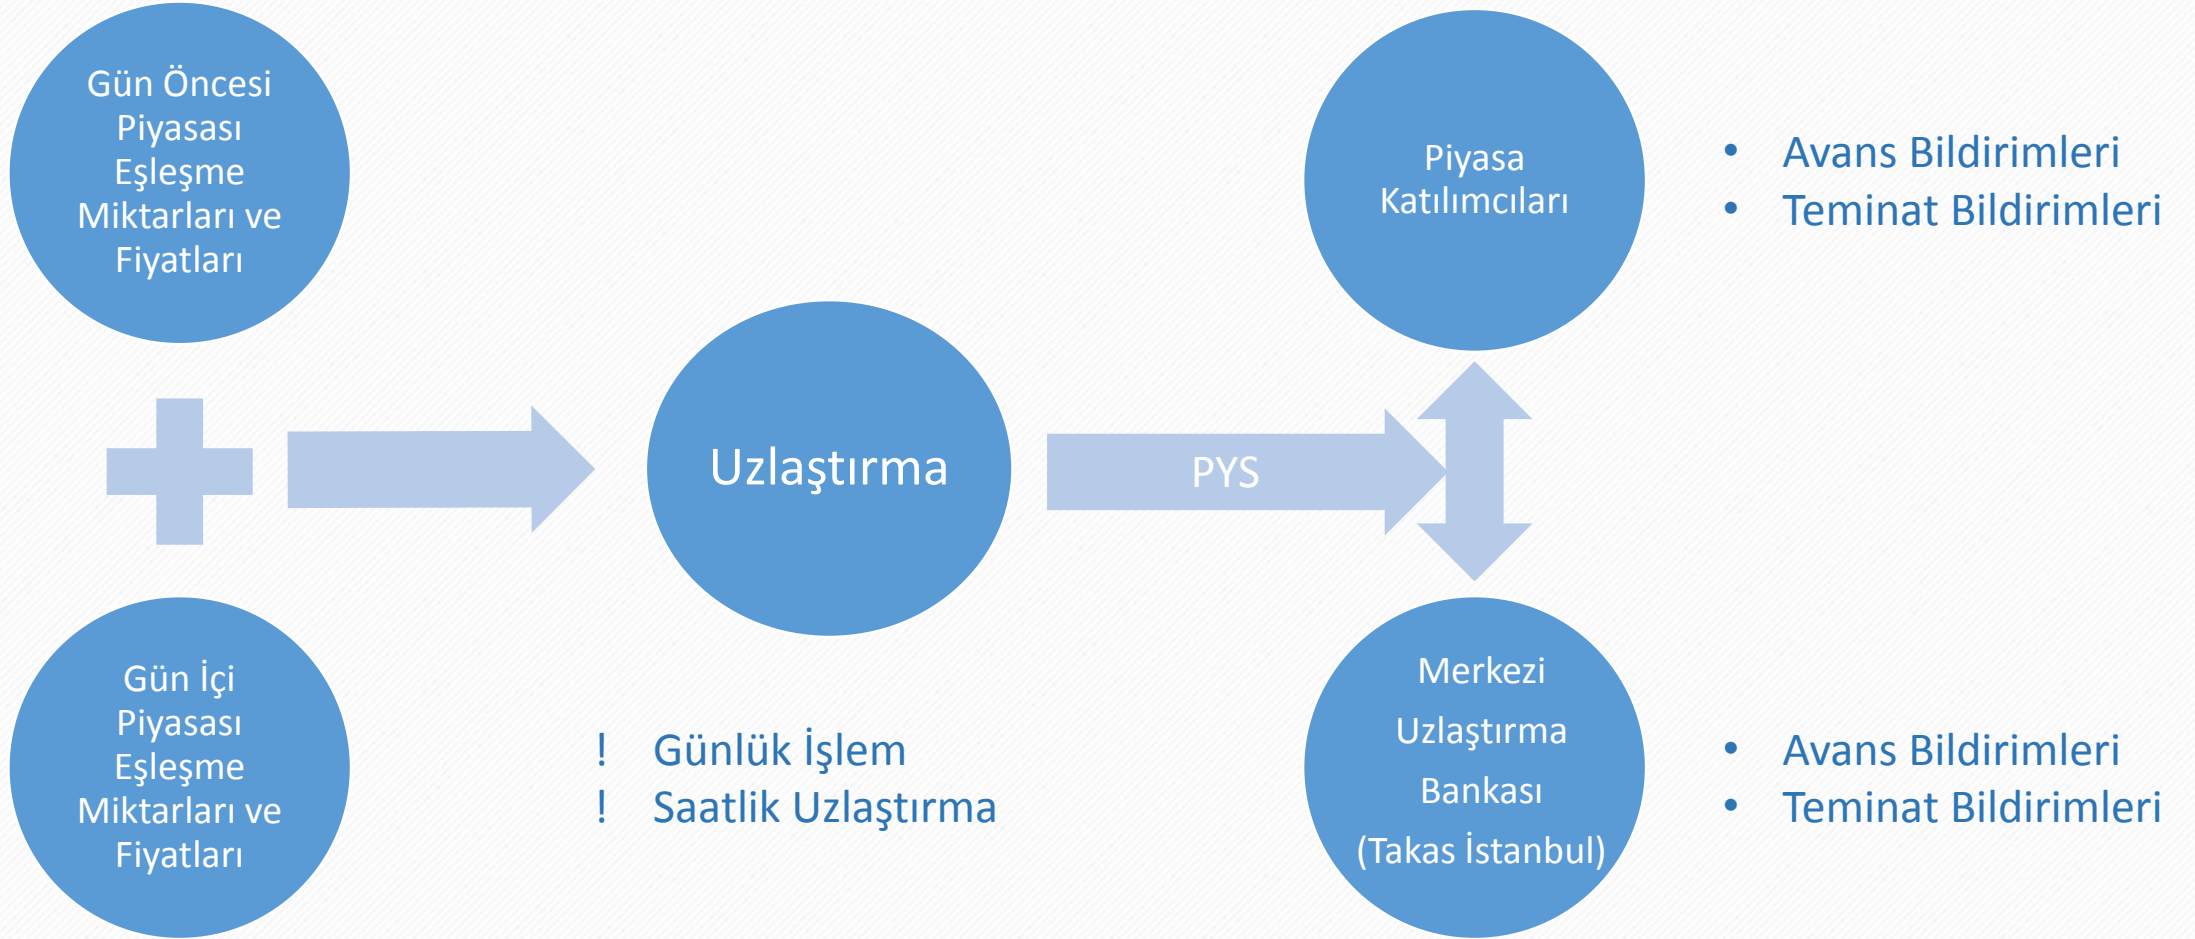 Gün Öncesi
Piyasası
Eşleşme
Miktarları ve
Fiyatları
Gün İçi
Piyasası
Eşleşme
Miktarları ve
Fiyatları
Uzlaştırma
! Günlük İşlem
! Saatlik Uzlaştırma
PYS
Piyasa
Katılımcıları
• Avans Bildirimleri
• Teminat Bildirimleri
Merkezi
Uzlaştırma
Bankası
(Takas İstanbul)
• Avans Bildirimleri
• Teminat Bildirimleri